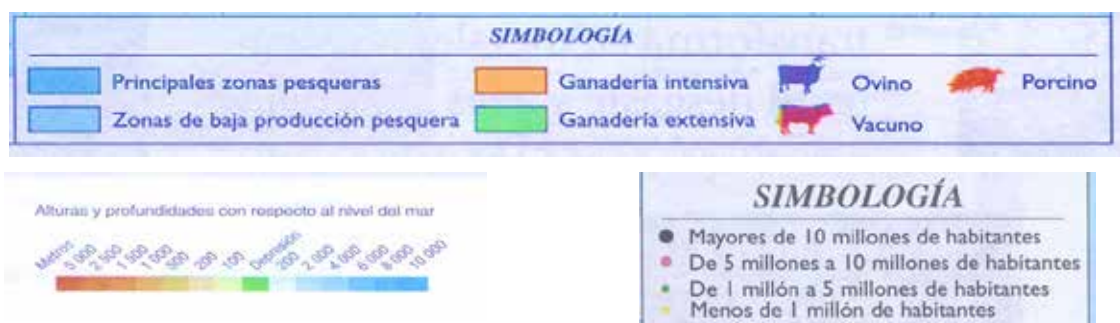 SIMBOLOGÍA
Principales zonas pesqueras
Ganadería intensiva
Ovino
Porcino
Zonas de baja producción pesquera
Ganadería extensiva
Vacuno
Alturas y profundidades con respecto al nivel del mar
Metros 5 000 2 500 1 500 1 000 500 200 100 Depresión 200 2 000 4 000 6 000 8 000 10 000
SIMBOLOGÍA
Mayores de 10 millones de habitantes
De 5 millones a 10 millones de habitantes
De 1 millón a 5 millones de habitantes
Menos de 1 millón de habitantes